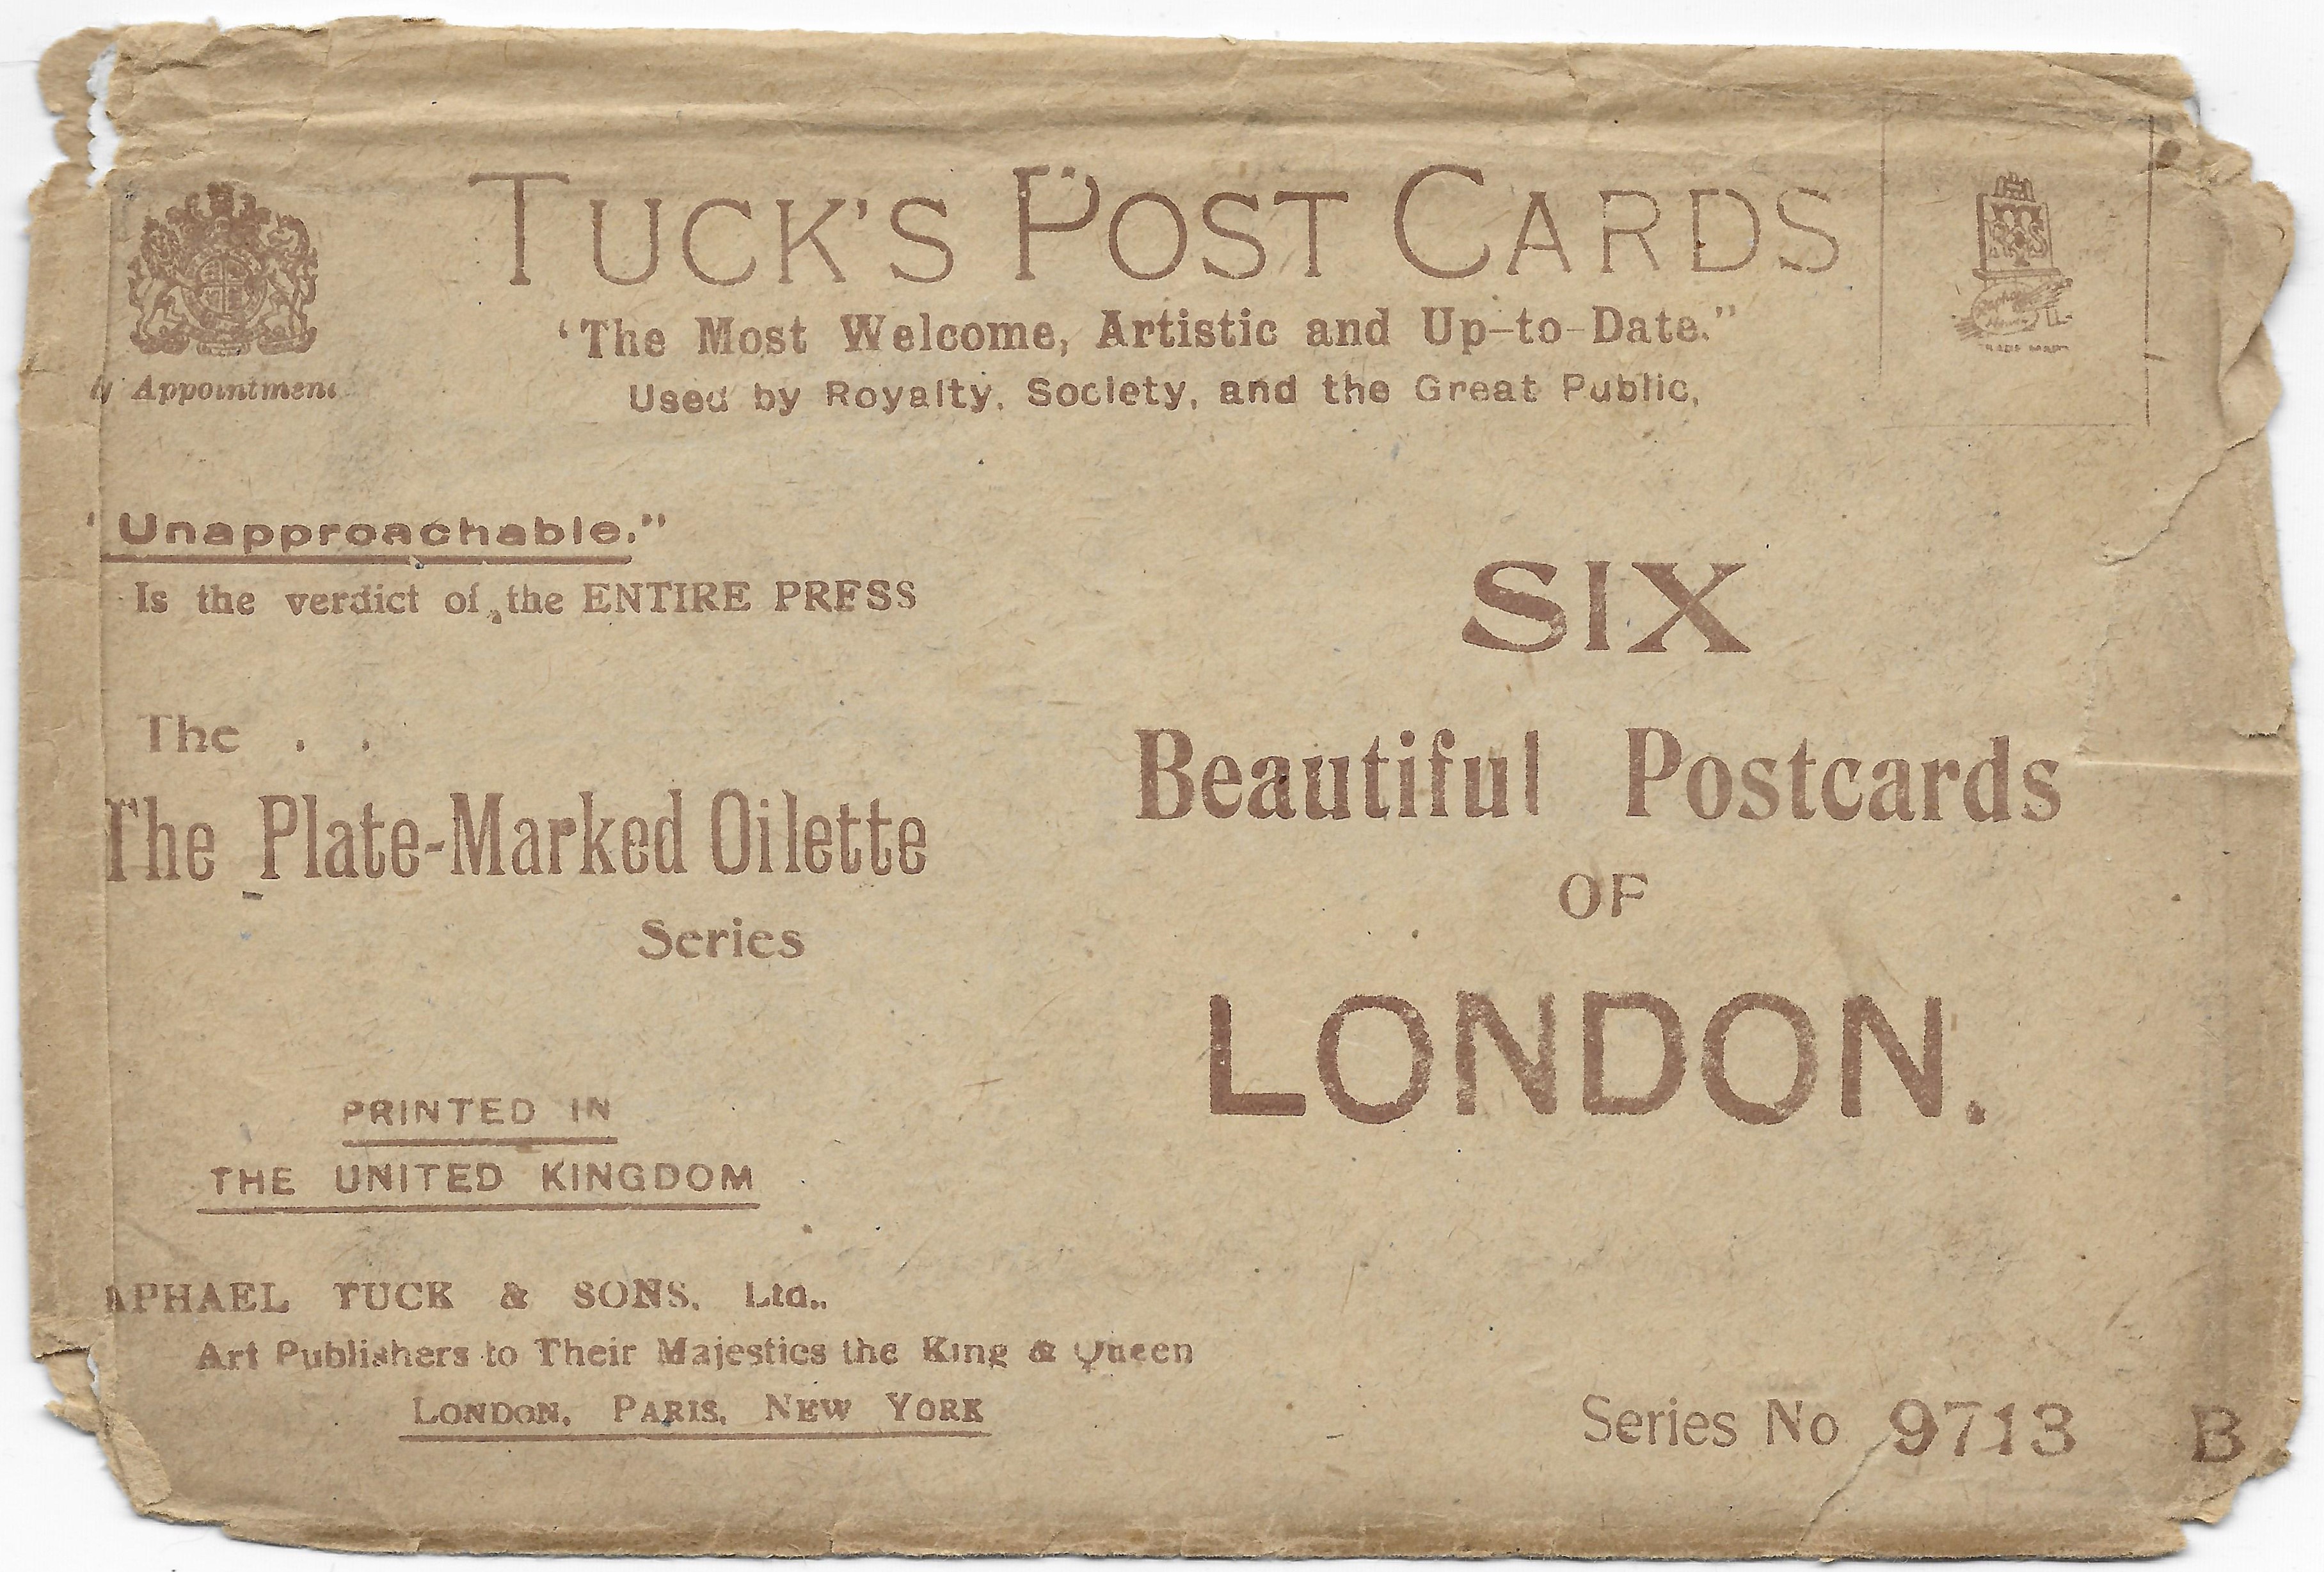 TUCK'S POST CARDS
'The Most Welcome, Artistic and Up-to-Date."
Used by Royalty, Society, and the Great Public,
y Appointment
TRADE MARK
"Unapproachable."
Is the verdict of the ENTIRE PRESS
The . .
The Plate-Marked Oilette
Series
PRINTED IN
THE UNITED KINGDOM
APHAEL TUCK & SONS, Ltd.,
Art Publishers to Their Majesties the King & Queen
LONDON, PARIS, NEW YORK
SIX
Beautiful Postcards
OF
LONDON.
Series No 9713 B